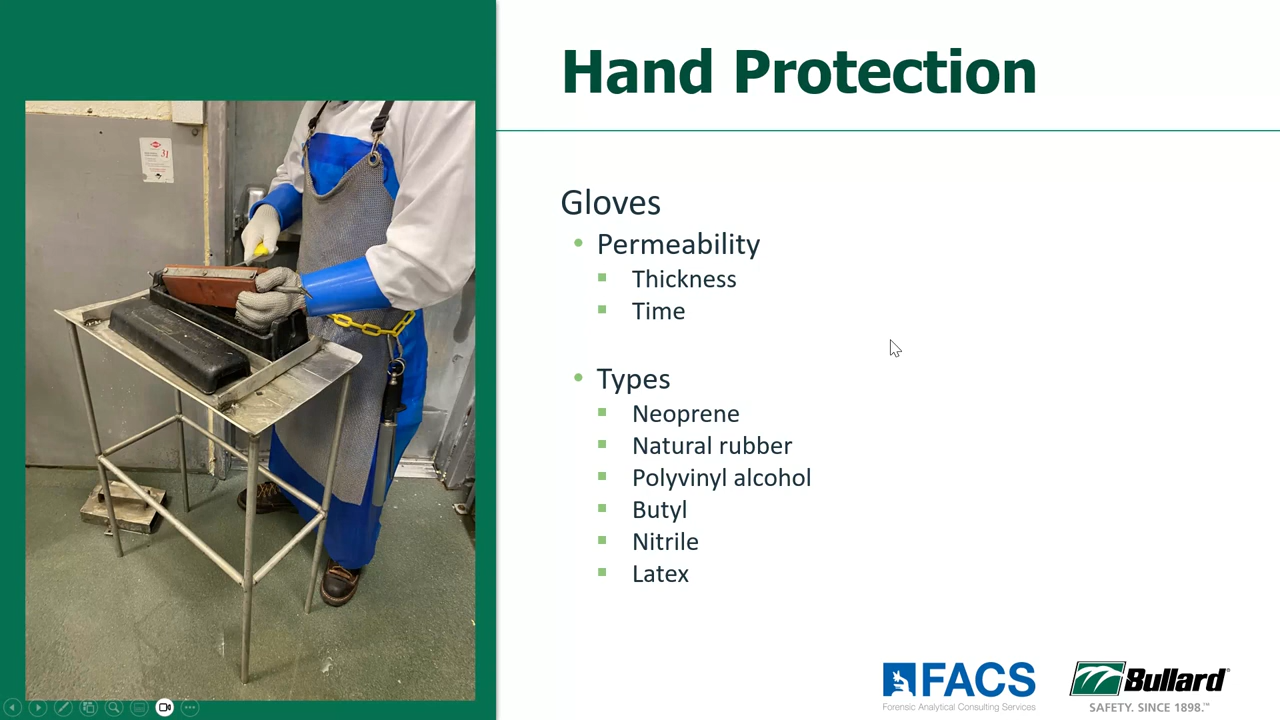 Hand Protection
Gloves
• Permeability
▪ Thickness
▪ Time
• Types
▪ Neoprene
▪ Natural rubber
▪ Polyvinyl alcohol
▪ Butyl
▪ Nitrile
▪ Latex
31
FACS
Forensic Analytical Consulting Services
Bullard®
SAFETY. SINCE 1898.™